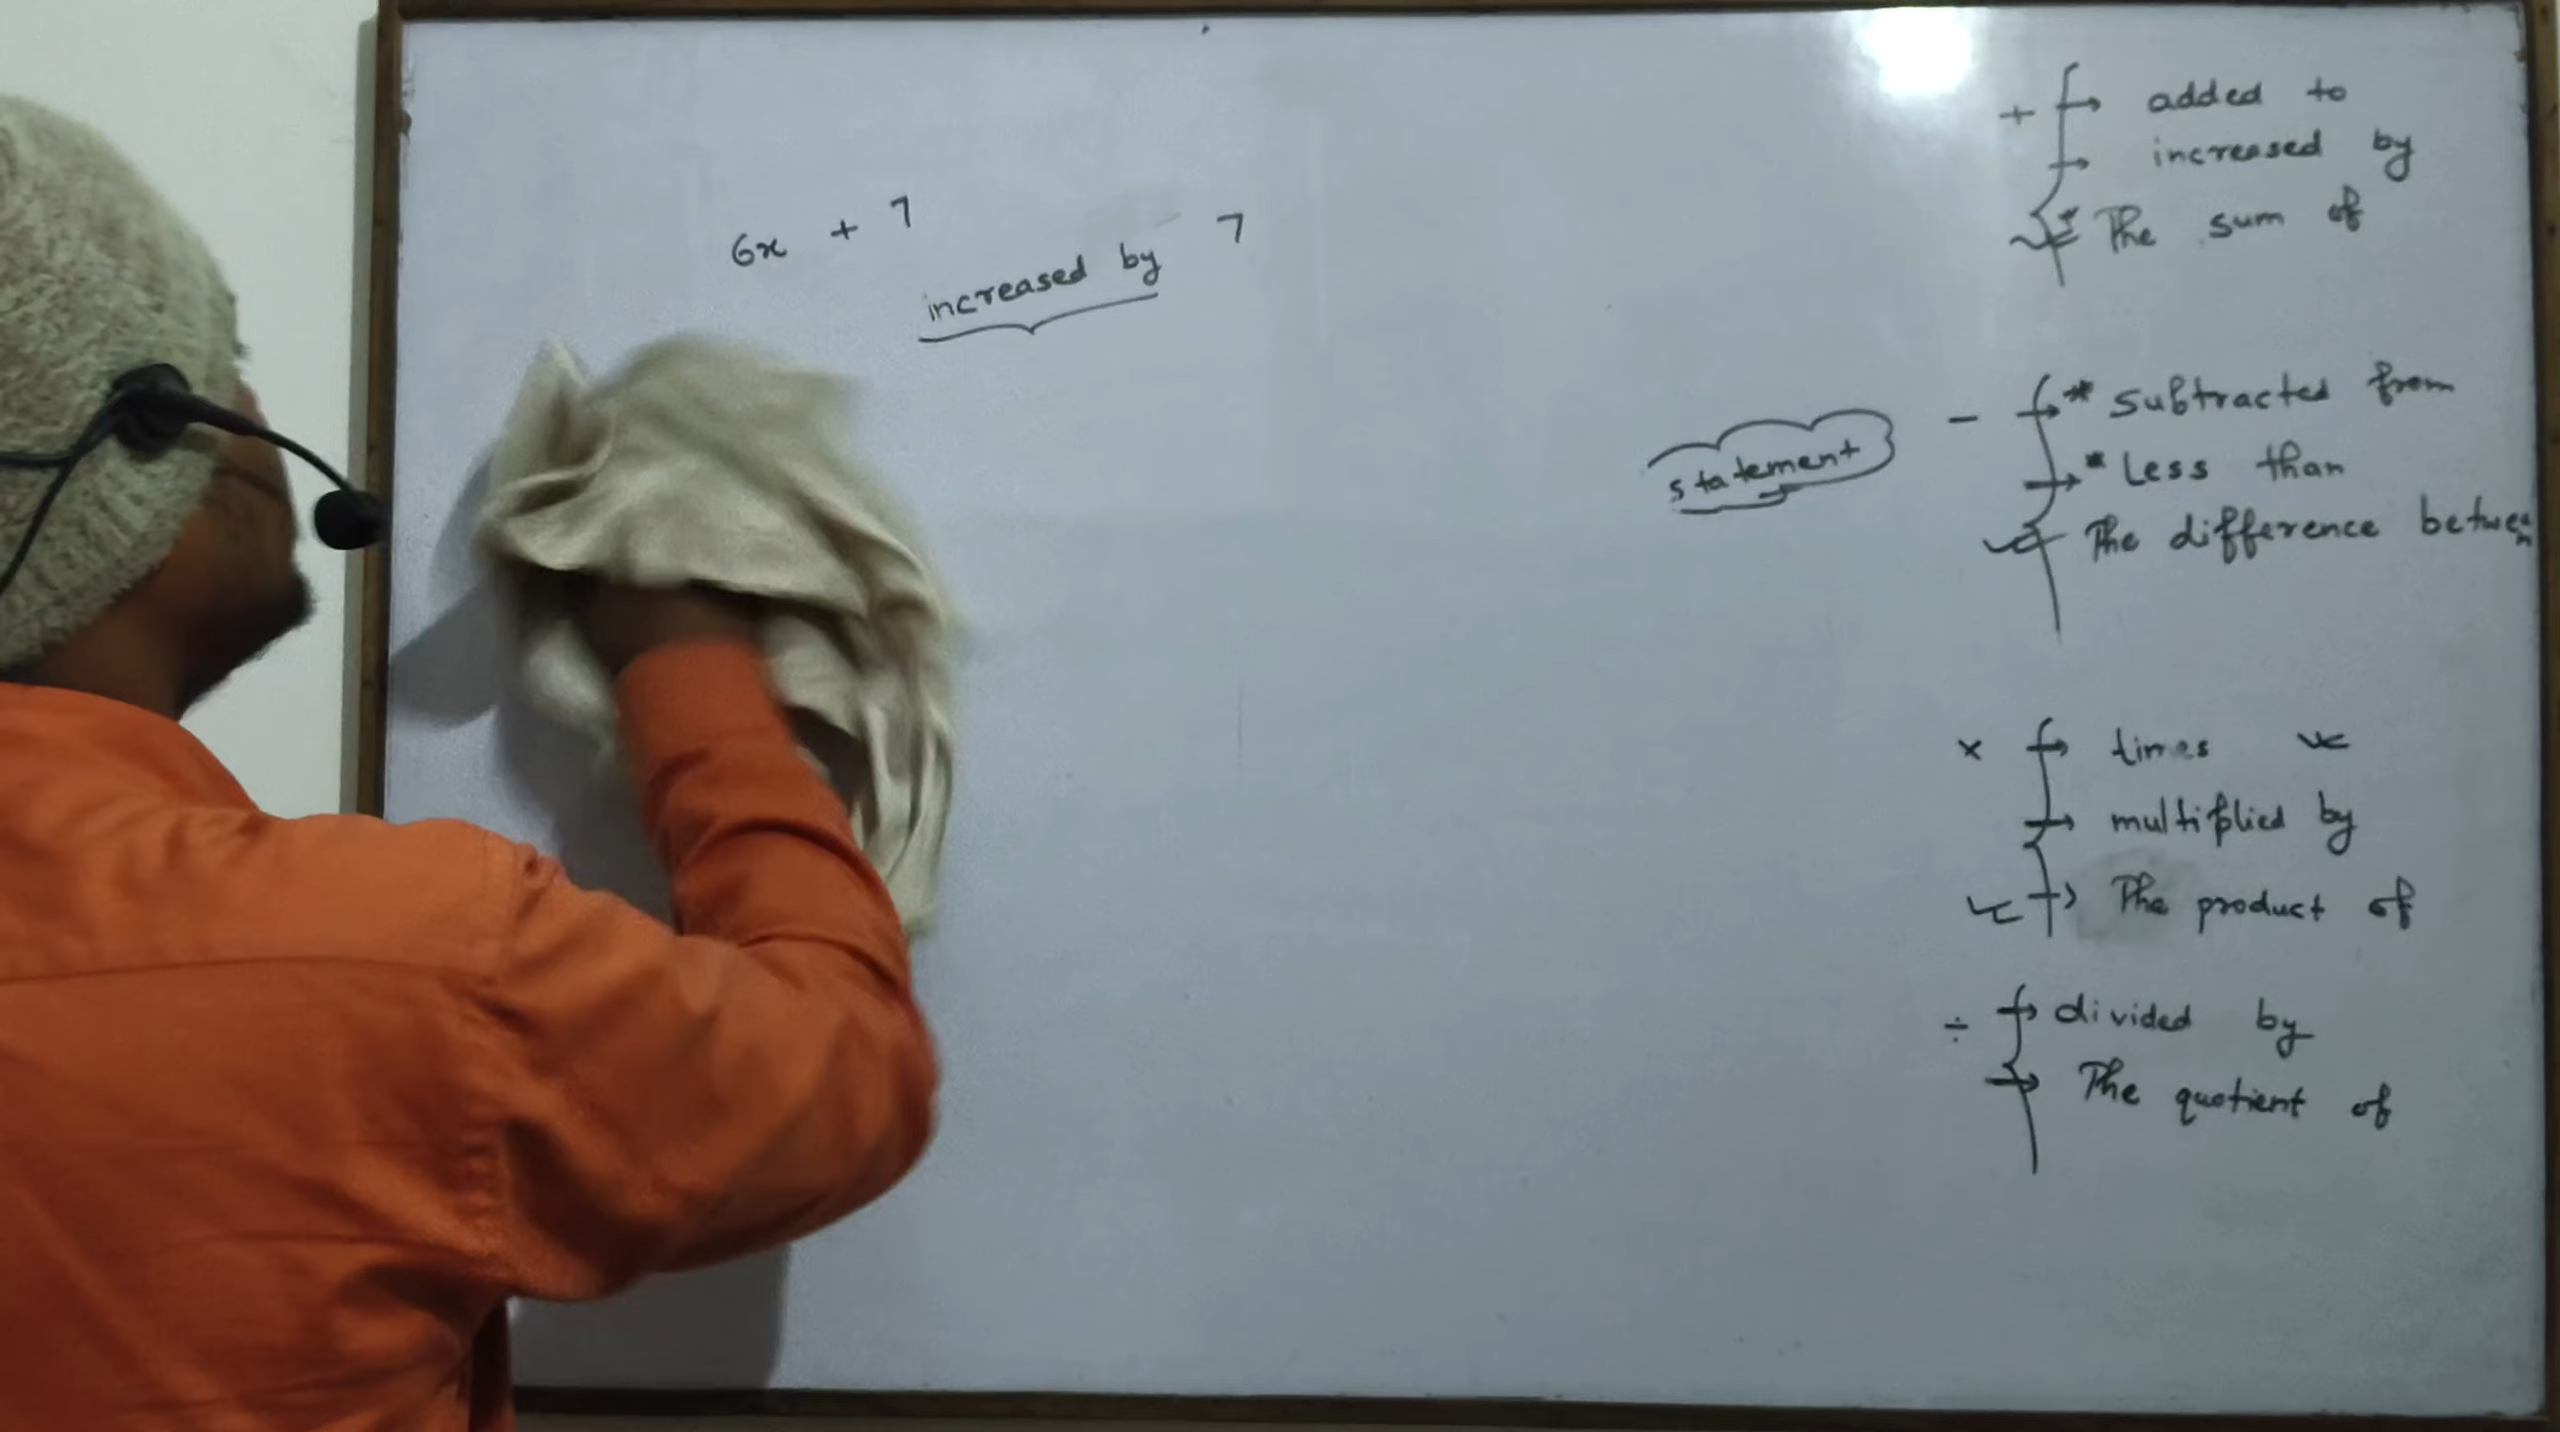 6x + 7
increased by 7
statement
+ → added to
→ increased by
* The sum of
- → * Subtracted from
→ * Less than
The difference between
× → times
→ multiplied by
→ The product of
÷ → divided by
→ The quotient of